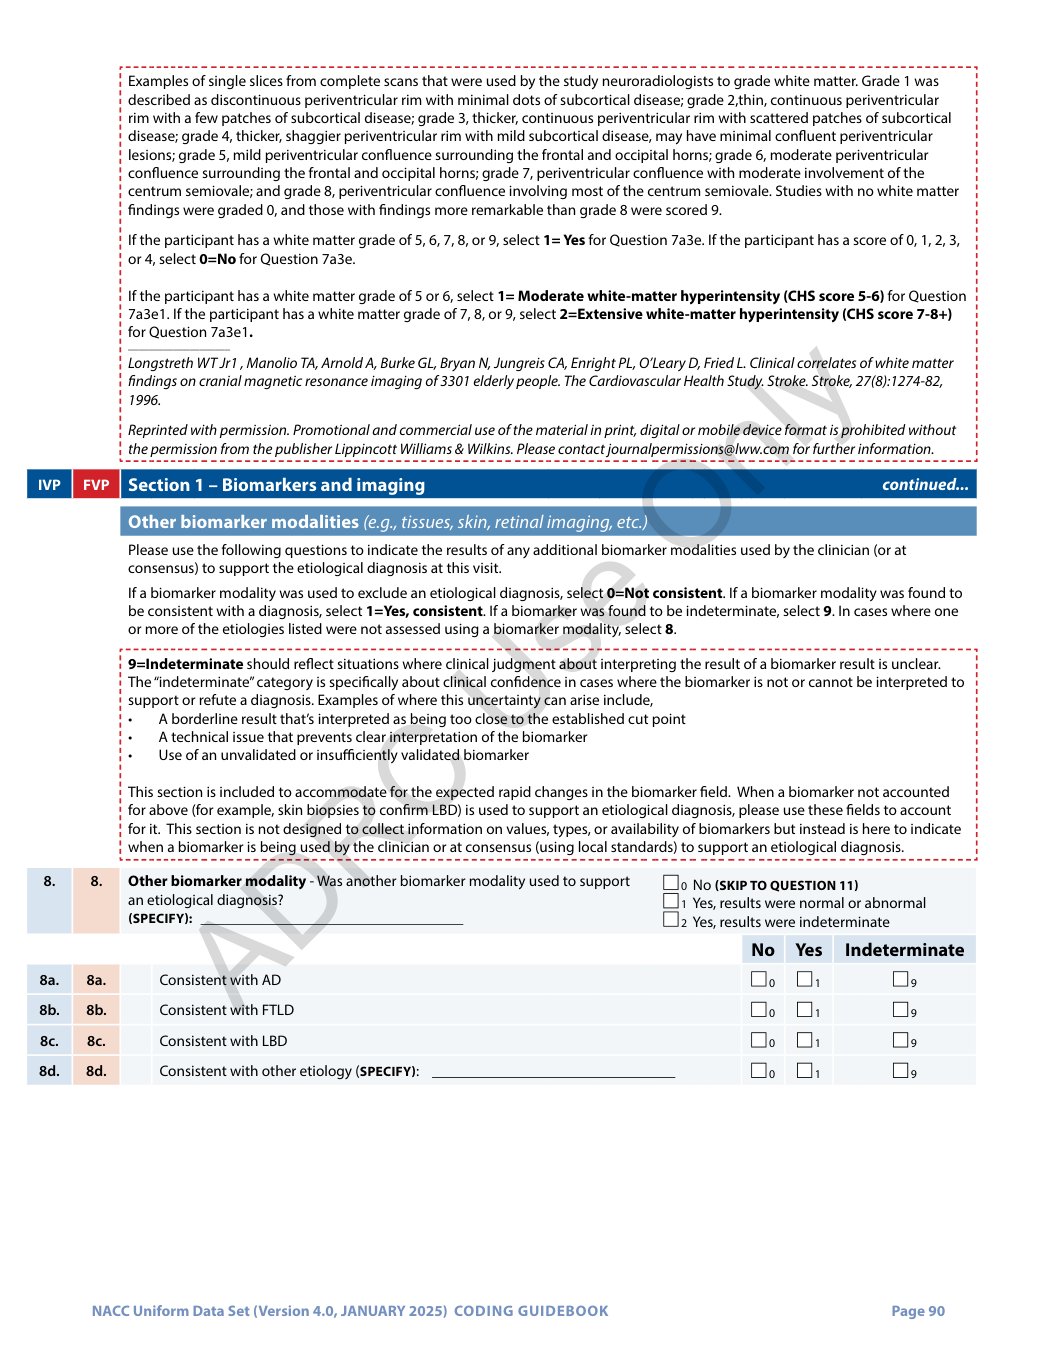 Examples of single slices from complete scans that were used by the study neuroradiologists to grade white matter. Grade 1 was
described as discontinuous periventricular rim with minimal dots of subcortical disease; grade 2,thin, continuous periventricular
rim with a few patches of subcortical disease; grade 3, thicker, continuous periventricular rim with scattered patches of subcortical
disease; grade 4, thicker, shaggier periventricular rim with mild subcortical disease, may have minimal confluent periventricular
lesions; grade 5, mild periventricular confluence surrounding the frontal and occipital horns; grade 6, moderate periventricular
confluence surrounding the frontal and occipital horns; grade 7, periventricular confluence with moderate involvement of the
centrum semiovale; and grade 8, periventricular confluence involving most of the centrum semiovale. Studies with no white matter
findings were graded 0, and those with findings more remarkable than grade 8 were scored 9.
If the participant has a white matter grade of 5, 6, 7, 8, or 9, select 1= Yes for Question 7a3e. If the participant has a score of 0, 1, 2, 3,
or 4, select 0=No for Question 7a3e.
If the participant has a white matter grade of 5 or 6, select 1= Moderate white-matter hyperintensity (CHS score 5-6) for Question
7a3e1. If the participant has a white matter grade of 7, 8, or 9, select 2=Extensive white-matter hyperintensity (CHS score 7-8+)
for Question 7a3e1.
Longstreth WT Jr1 , Manolio TA, Arnold A, Burke GL, Bryan N, Jungreis CA, Enright PL, O'Leary D, Fried L. Clinical correlates of white matter
findings on cranial magnetic resonance imaging of 3301 elderly people. The Cardiovascular Health Study. Stroke. Stroke, 27(8):1274-82,
1996.
Reprinted with permission. Promotional and commercial use of the material in print, digital or mobile device format is prohibited without
the permission from the publisher Lippincott Williams & Wilkins. Please contact journalpermissions@lww.com for further information.
IVP FVP Section 1 – Biomarkers and imaging continued...
Other biomarker modalities (e.g., tissues, skin, retinal imaging, etc.)
Please use the following questions to indicate the results of any additional biomarker modalities used by the clinician (or at
consensus) to support the etiological diagnosis at this visit.
If a biomarker modality was used to exclude an etiological diagnosis, select 0=Not consistent. If a biomarker modality was found to
be consistent with a diagnosis, select 1=Yes, consistent. If a biomarker was found to be indeterminate, select 9. In cases where one
or more of the etiologies listed were not assessed using a biomarker modality, select 8.
9=Indeterminate should reflect situations where clinical judgment about interpreting the result of a biomarker result is unclear.
The "indeterminate" category is specifically about clinical confidence in cases where the biomarker is not or cannot be interpreted to
support or refute a diagnosis. Examples of where this uncertainty can arise include,
• A borderline result that's interpreted as being too close to the established cut point
• A technical issue that prevents clear interpretation of the biomarker
• Use of an unvalidated or insufficiently validated biomarker
This section is included to accommodate for the expected rapid changes in the biomarker field. When a biomarker not accounted
for above (for example, skin biopsies to confirm LBD) is used to support an etiological diagnosis, please use these fields to account
for it. This section is not designed to collect information on values, types, or availability of biomarkers but instead is here to indicate
when a biomarker is being used by the clinician or at consensus (using local standards) to support an etiological diagnosis.
8. 8. Other biomarker modality - Was another biomarker modality used to support
an etiological diagnosis?
(SPECIFY):
0 No (SKIP TO QUESTION 11)
1 Yes, results were normal or abnormal
2 Yes, results were indeterminate
No Yes Indeterminate
8a. 8a. Consistent with AD 0 1 9
8b. 8b. Consistent with FTLD 0 1 9
8c. 8c. Consistent with LBD 0 1 9
8d. 8d. Consistent with other etiology (SPECIFY): 0 1 9
ADRC Use Only
NACC Uniform Data Set (Version 4.0, JANUARY 2025) CODING GUIDEBOOK Page 90